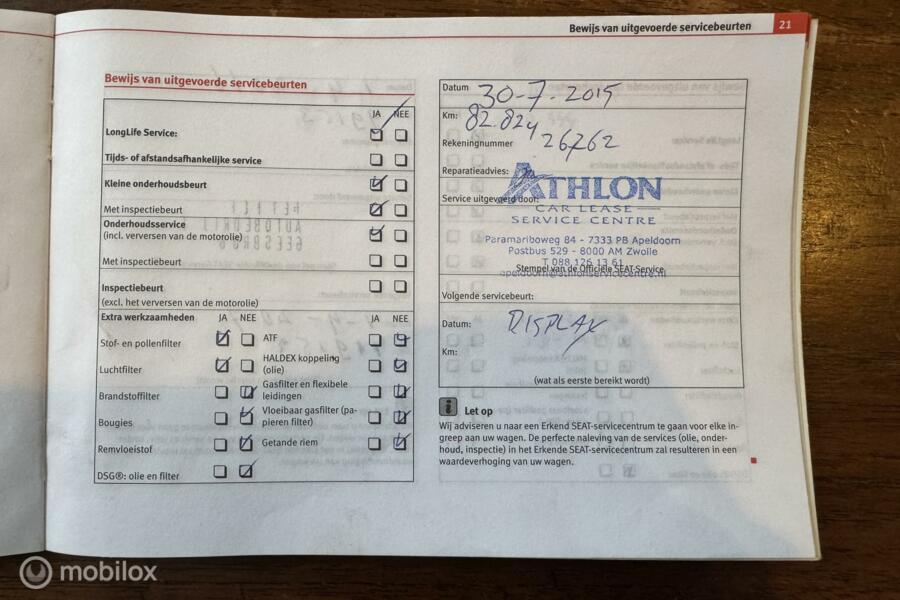 Bewijs van uitgevoerde servicebeurten 21
Bewijs van uitgevoerde servicebeurten
JA NEE
LongLife Service:
Tijds- of afstandsafhankelijke service
Kleine onderhoudsbeurt
Met inspectiebeurt
Onderhoudsservice
(incl. verversen van de motorolie)
Met inspectiebeurt
Inspectiebeurt
(excl. het verversen van de motorolie)
Extra werkzaamheden JA NEE JA NEE
Stof- en pollenfilter ATF
Luchtfilter HALDEX koppeling
(olie)
Brandstoffilter Gasfilter en flexibele
leidingen
Bougies Vloeibaar gasfilter (pa-
pieren filter)
Remvloeistof Getande riem
DSG®: olie en filter
Datum 30-7-2015
Km: 82.824
Rekeningnummer 26762
Reparatieadvies:
Service uitgevoerd door:
ATHLON
CAR LEASE
SERVICE CENTRE
Paramariboweg 84 - 7333 PB Apeldoorn
Postbus 529 - 8000 AM Zwolle
T. 088 126 13 61
Stempel van de Officiële SEAT-Service
apeldoorn@athlonservicecentre.nl
Volgende servicebeurt:
Datum: DISPLAY
Km:
(wat als eerste bereikt wordt)
i Let op
Wij adviseren u naar een Erkend SEAT-servicecentrum te gaan voor elke in-
greep aan uw wagen. De perfecte naleving van de services (olie, onder-
houd, inspectie) in het Erkende SEAT-servicecentrum zal resulteren in een
waardeverhoging van uw wagen.
mobilox